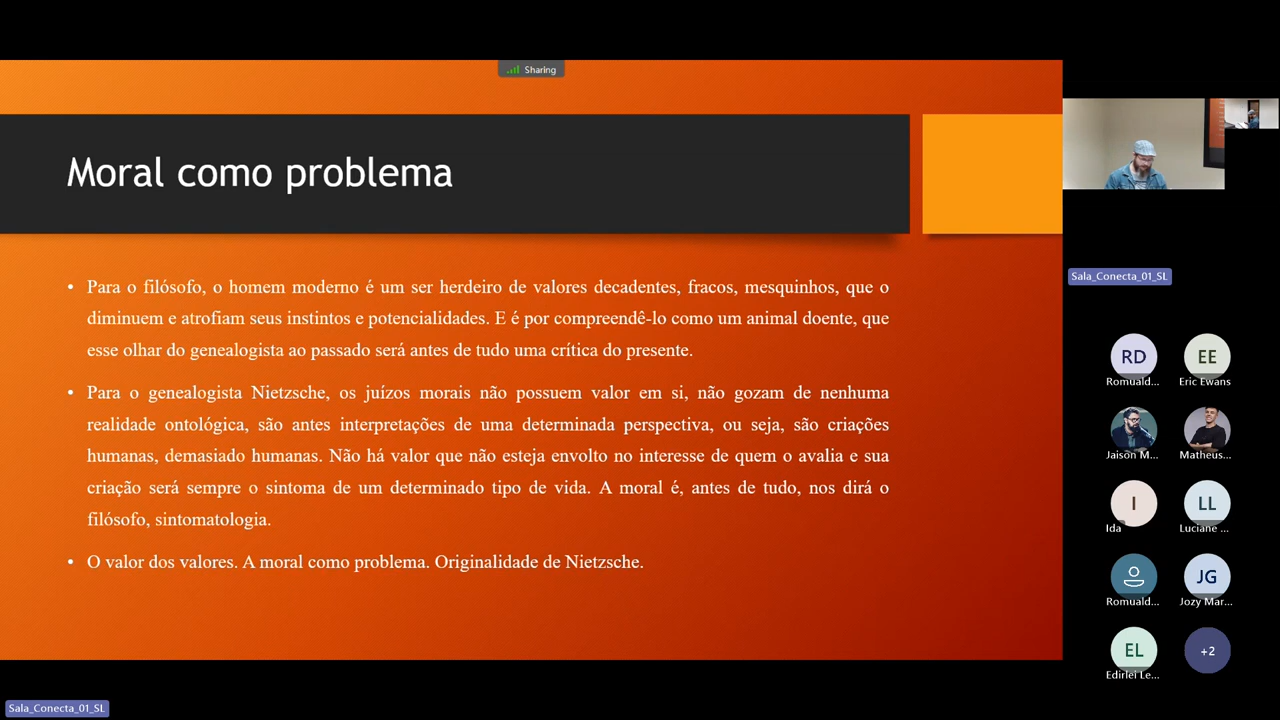 Sharing
Moral como problema
• Para o filósofo, o homem moderno é um ser herdeiro de valores decadentes, fracos, mesquinhos, que o
diminuem e atrofiam seus instintos e potencialidades. E é por compreendê-lo como um animal doente, que
esse olhar do genealogista ao passado será antes de tudo uma crítica do presente.
• Para o genealogista Nietzsche, os juízos morais não possuem valor em si, não gozam de nenhuma
realidade ontológica, são antes interpretações de uma determinada perspectiva, ou seja, são criações
humanas, demasiado humanas. Não há valor que não esteja envolto no interesse de quem o avalia e sua
criação será sempre o sintoma de um determinado tipo de vida. A moral é, antes de tudo, nos dirá o
filósofo, sintomatologia.
• O valor dos valores. A moral como problema. Originalidade de Nietzsche.
Sala_Conecta_01_SL
RD
Romuald...
EE
Eric Ewans
Jaison M...
Matheus...
I
Ida
LL
Luciane ...
Romuald...
JG
Jozy Mar...
EL
Edirlei Le...
+2
Sala_Conecta_01_SL